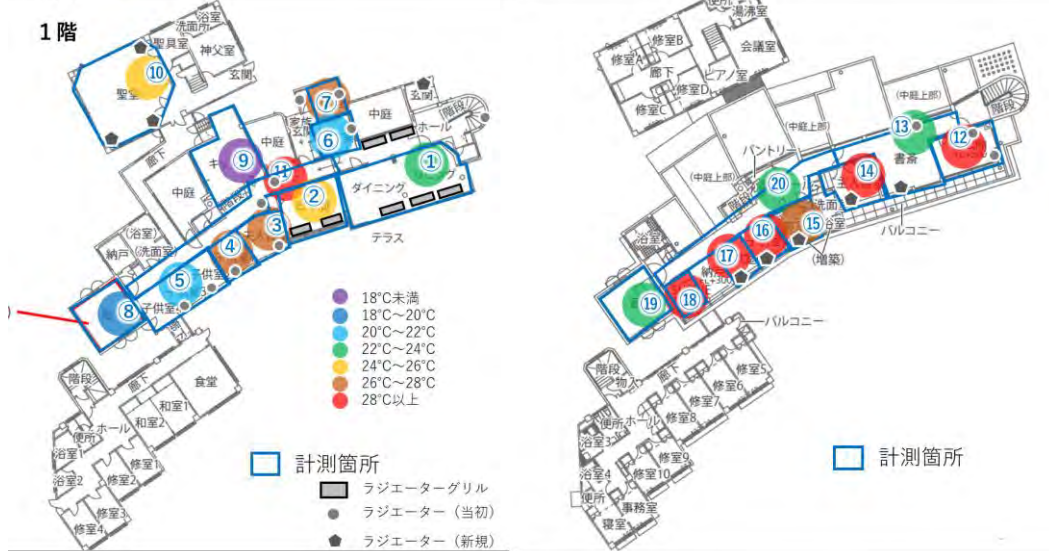 1階
浴室
洗面所
聖具室
神父室
玄関
⑩
聖堂
廊下
⑦
中庭
玄関
階段
家族
玄関
⑥
ホール
中庭
⑨
キ
①
⑪
②
ダイニング
中庭
階段
③
テラス
④
(浴室)
納戸
(洗面室)
⑤
子供室
⑧
子供室
18℃未満
18℃~20℃
20℃~22℃
22℃~24℃
24℃~26℃
26℃~28℃
28℃以上
階段
廊下
食堂
和室1
和室2
ホール
便所
浴室1
修室1
浴室2
修室2
修室3
修室4
計測箇所
ラジエーターグリル
ラジエーター(当初)
ラジエーター(新規)
便所
湯沸室
修室B
会議室
修室A
廊下
ピアノ室
修室D
修室C
(中庭上部)
階段
(中庭上部)
⑬
⑫
パントリー
書斎
(中庭上部)
⑭
⑳
階段
洗面
浴室
⑮
バルコニー
浴室
⑯
(増築)
⑰
納
⑱
⑲
バルコニー
階段
廊下
物入
修室5
修室6
修室7
ホール
修室8
便所
浴室3
修室9
浴室4
修室10
便所
事務室
寝室
計測箇所